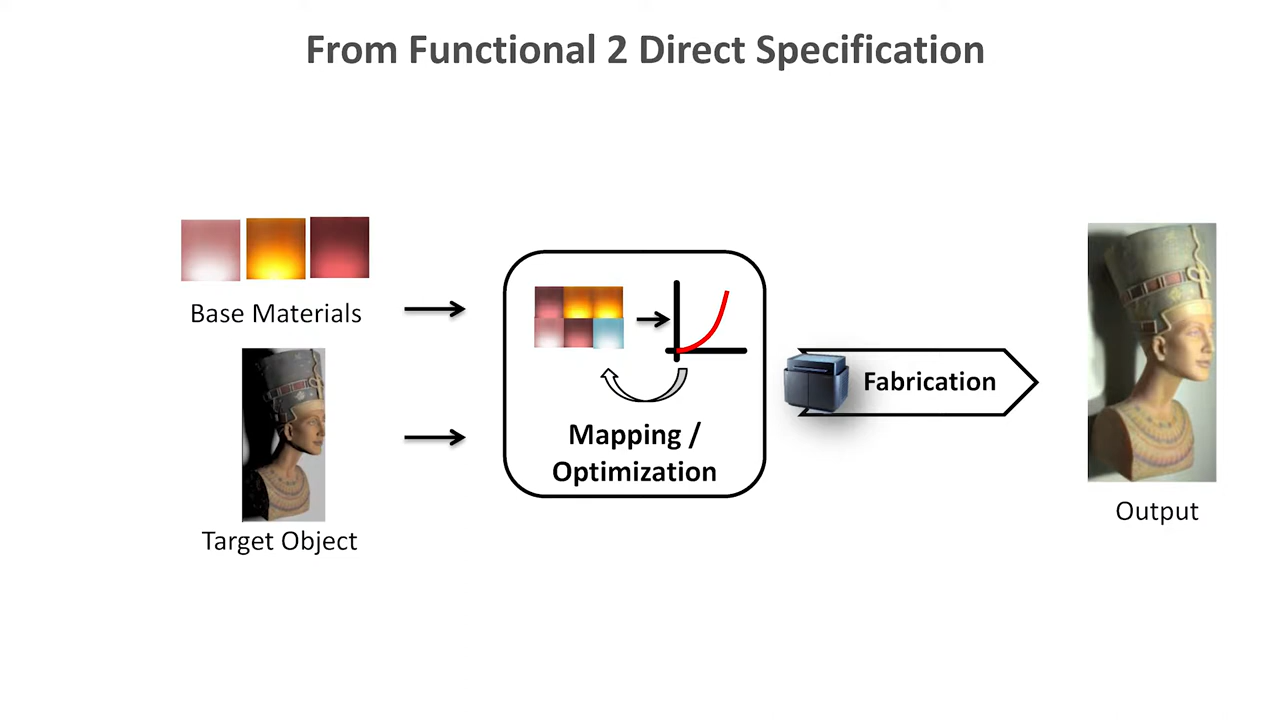 From Functional 2 Direct Specification
Base Materials
Target Object
Mapping /
Optimization
Fabrication
Output